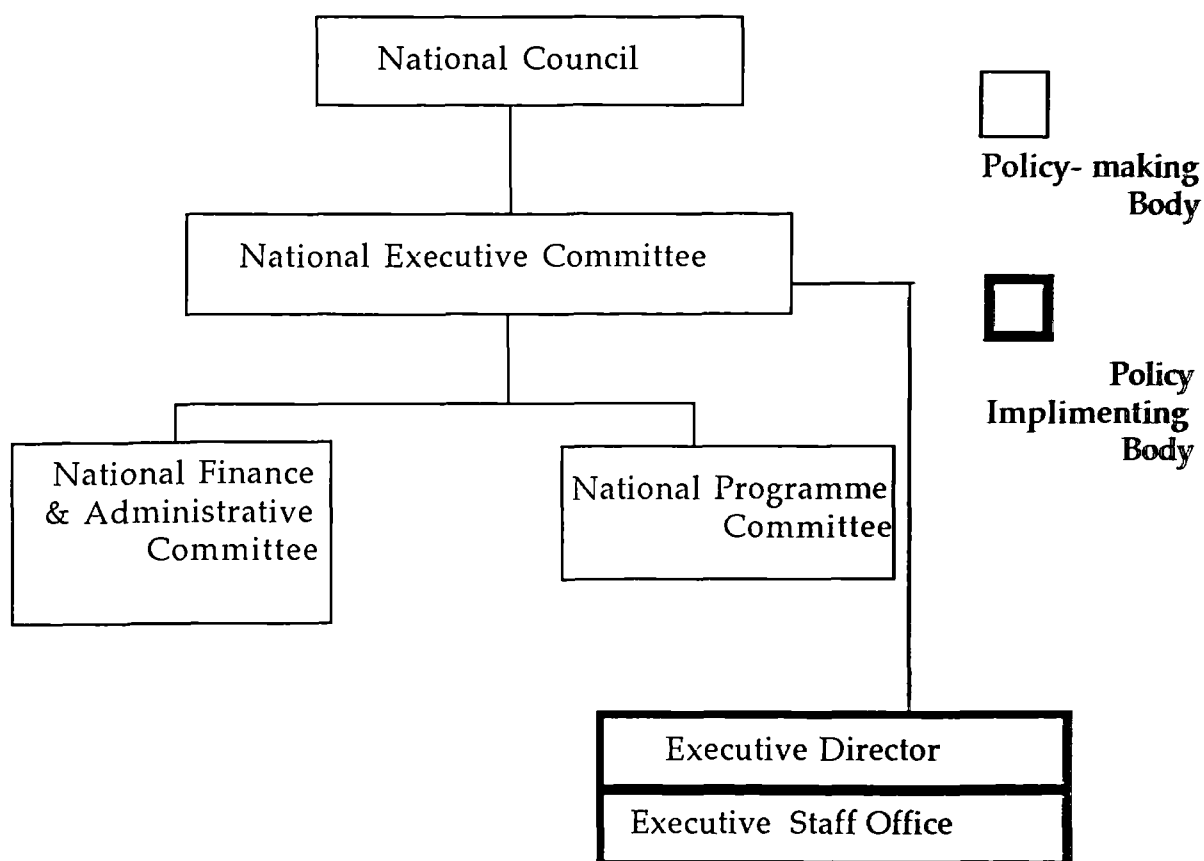 National Council
Policy- making
Body
National Executive Committee
Policy
Implimenting
Body
National Finance
& Administrative
Committee
National Programme
Committee
Executive Director
Executive Staff Office